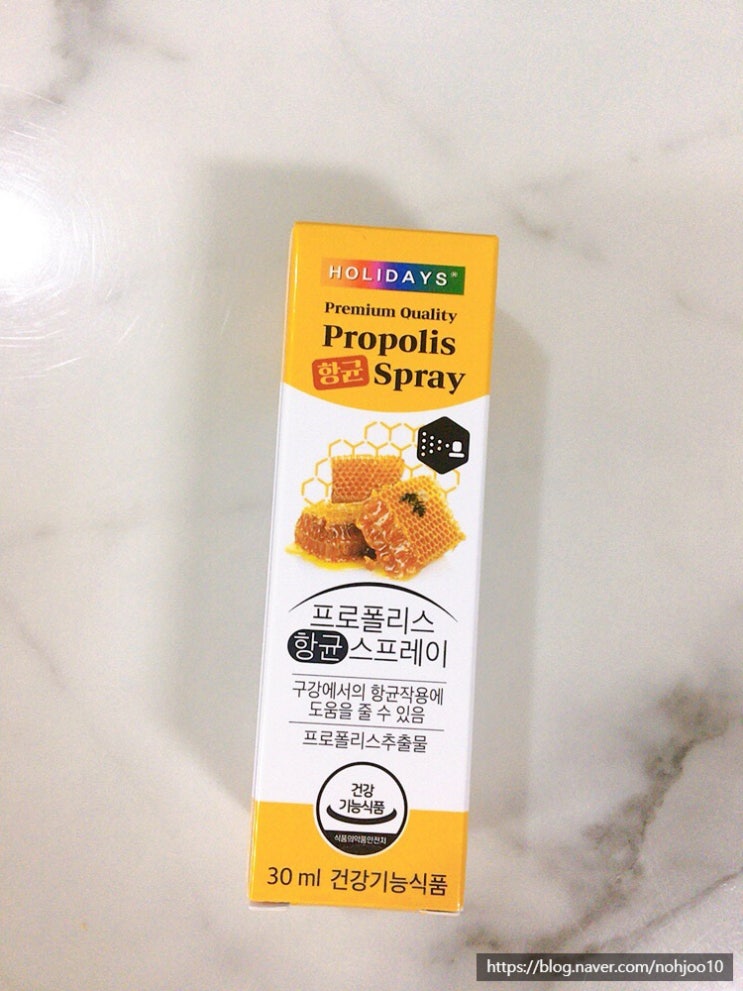 HOLIDAYS®
Premium Quality
Propolis
항균 Spray
프로폴리스
항균스프레이
구강에서의 항균작용에
도움을 줄 수 있음
프로폴리스추출물
건강
기능식품
식품의약품안전처
30 ml 건강기능식품
https://blog.naver.com/nohjoo10